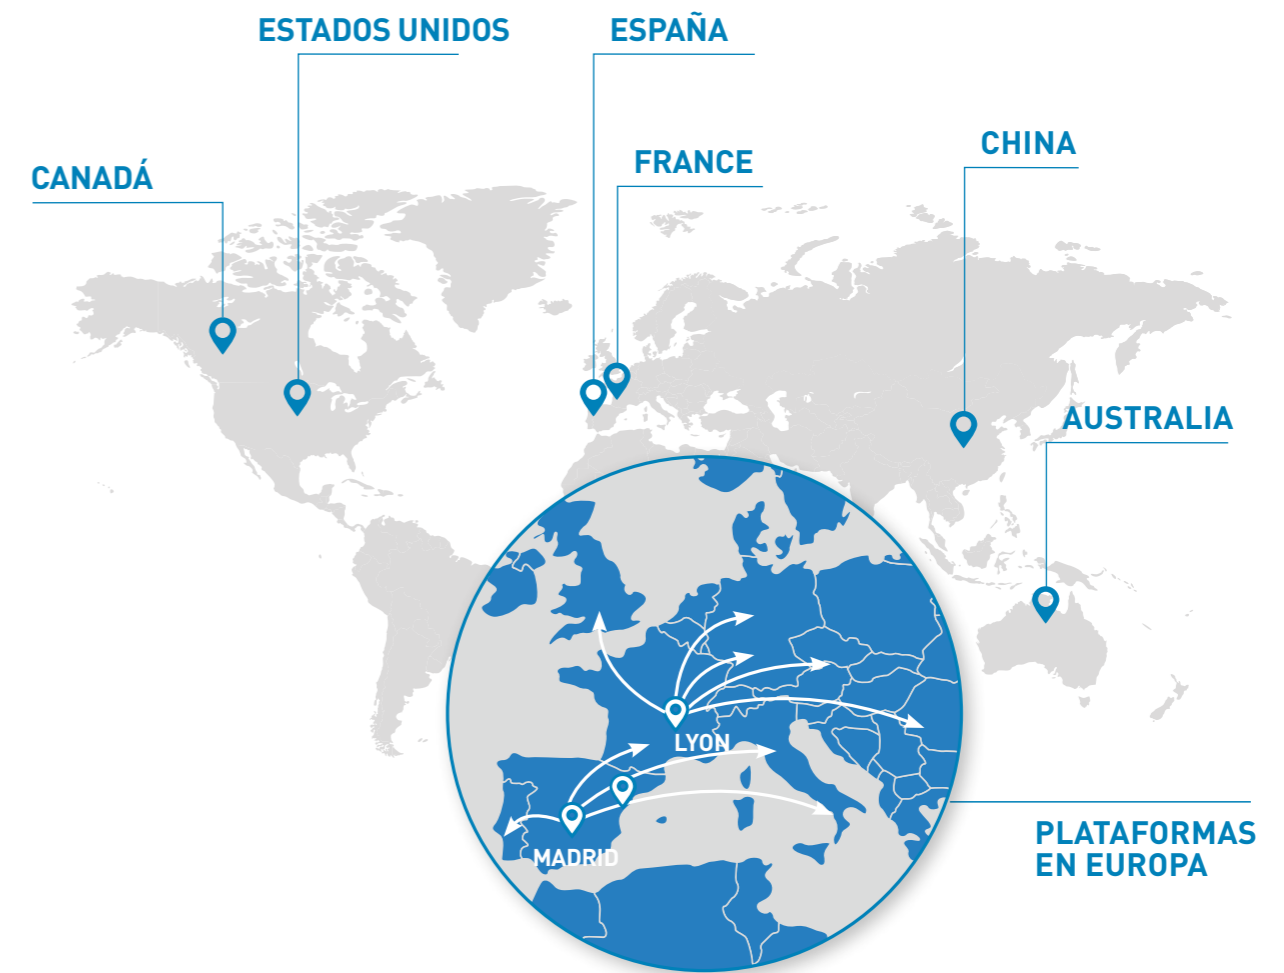 ESTADOS UNIDOS
ESPAÑA
CHINA
FRANCE
CANADÁ
AUSTRALIA
LYON
MADRID
PLATAFORMAS
EN EUROPA